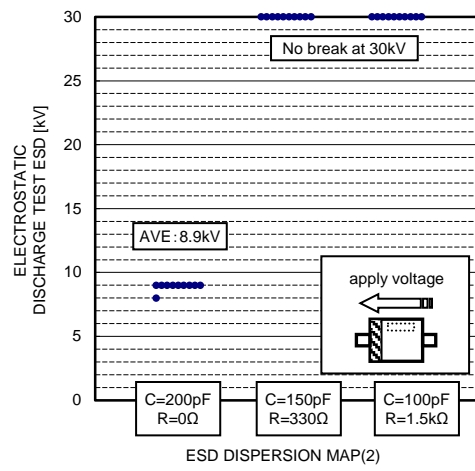 ELECTROSTATIC
DISCHARGE TEST ESD [kV]
30
25
20
15
10
5
0
No break at 30kV
AVE:8.9kV
apply voltage
C=200pF
R=0Ω
C=150pF
R=330Ω
C=100pF
R=1.5kΩ
ESD DISPERSION MAP(2)